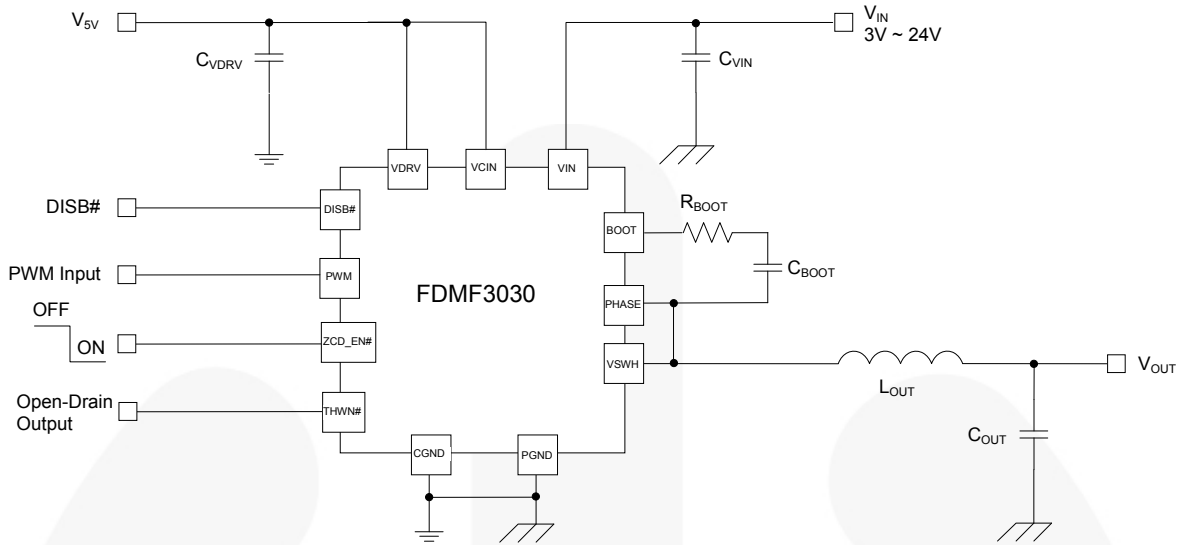 V5V
CVDRV
CVIN
VIN
3V ~ 24V
VDRV
VCIN
VIN
DISB#
DISB#
BOOT
RBOOT
CBOOT
PWM Input
PWM
FDMF3030
PHASE
OFF
ON
ZCD_EN#
VSWH
LOUT
VOUT
Open-Drain
Output
THWN#
CGND
PGND
COUT